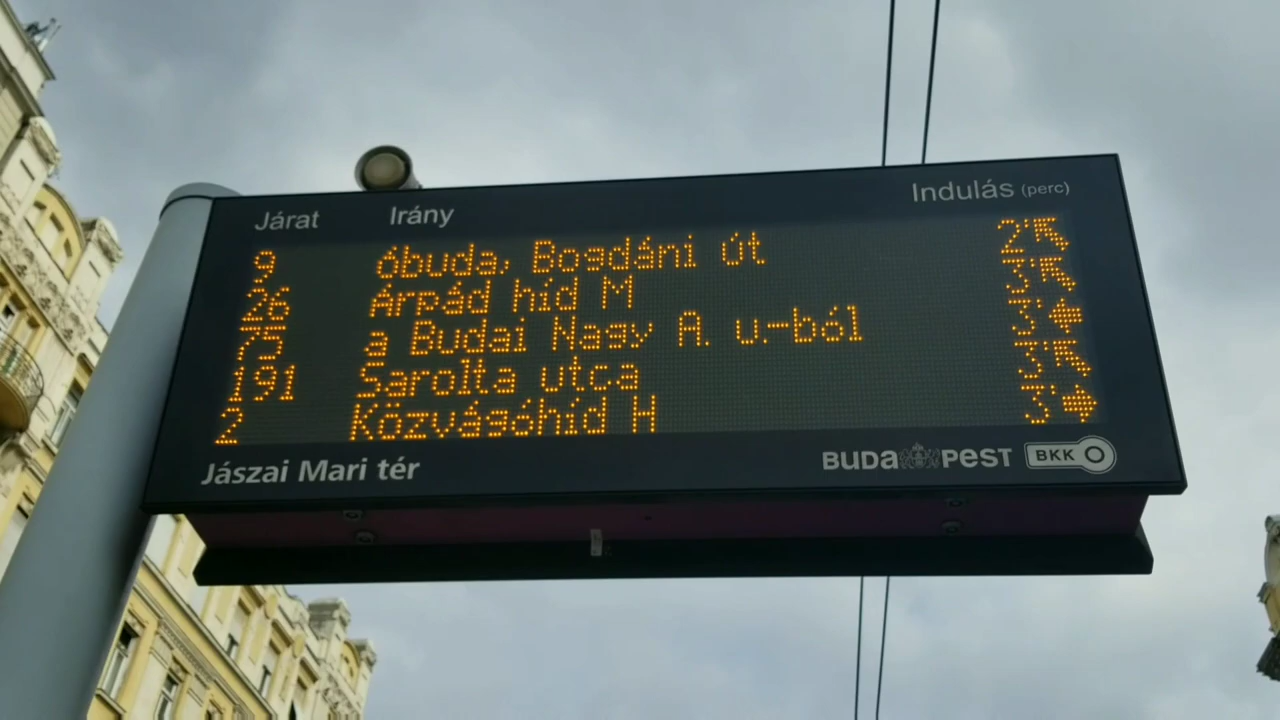 Járat Irány Indulás (perc)
9 óbuda, Bogdáni út 2'
26 Árpád híd M 3'
75 a Budai Nagy A. u.-ból 3'
191 Sarolta utca 3'
2 Közvágóhíd H 3'
Jászai Mari tér BUDAPEST BKK